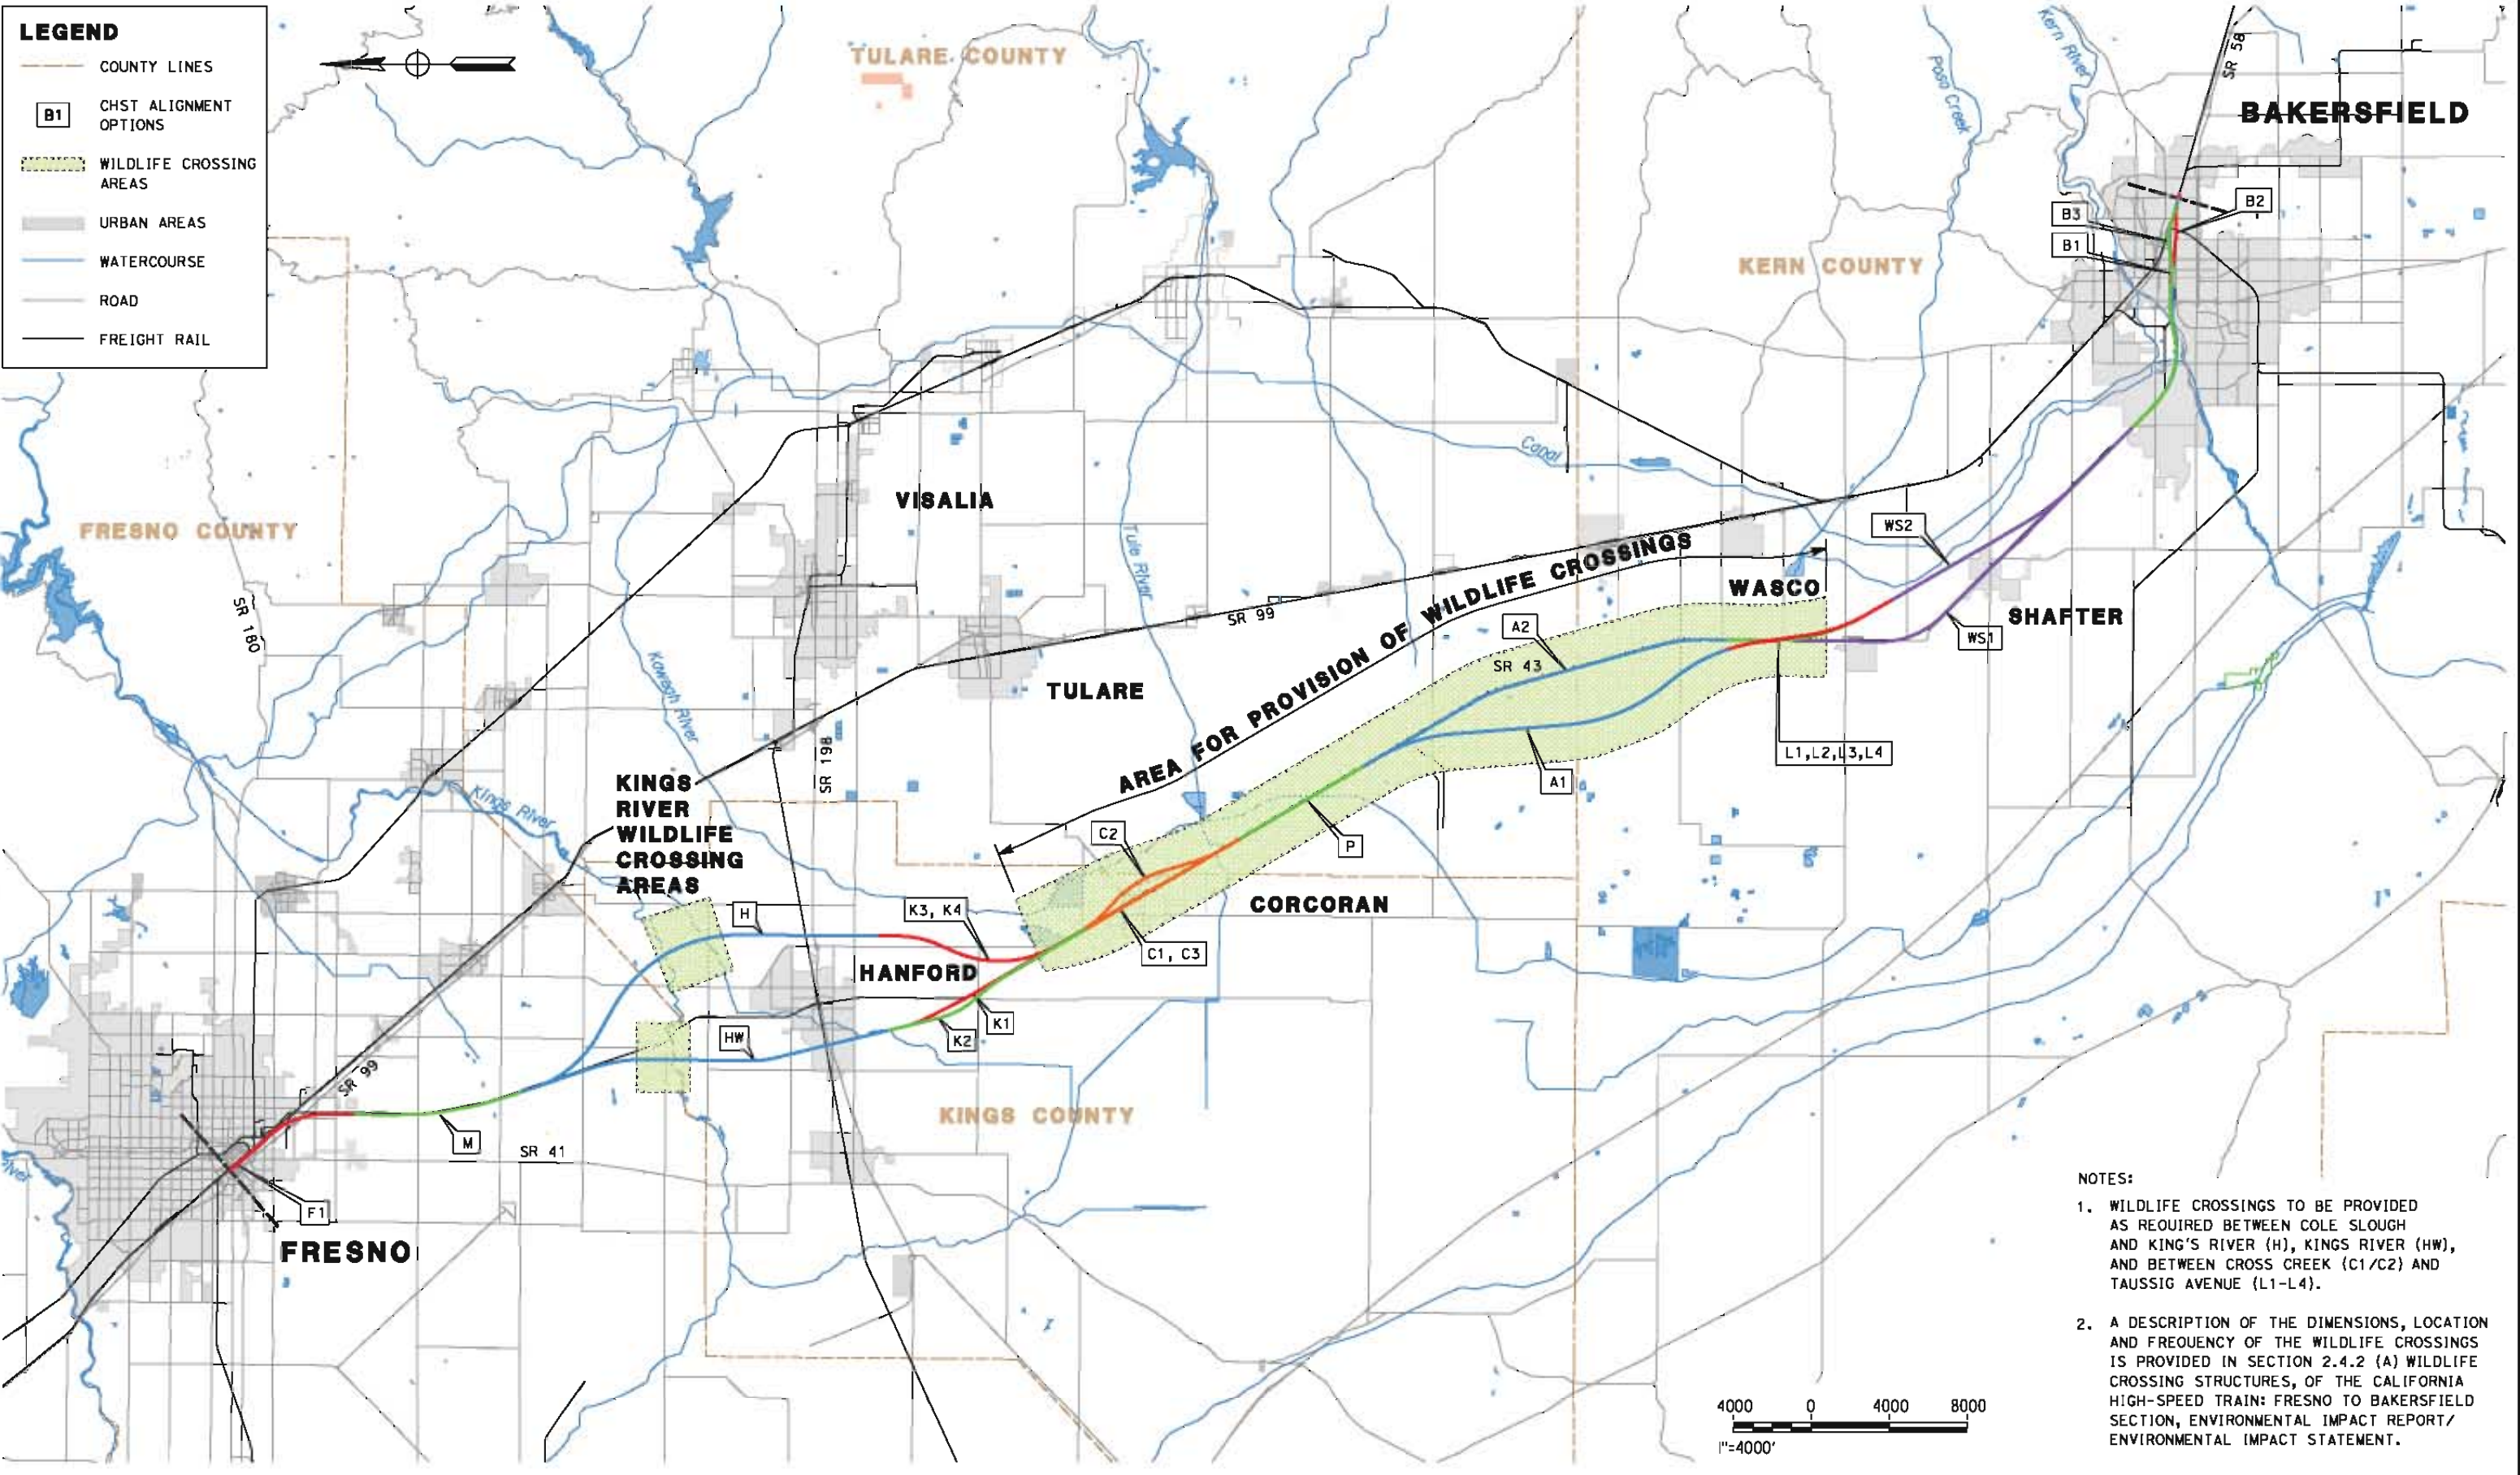 LEGEND
COUNTY LINES
B1
CHST ALIGNMENT
OPTIONS
WILDLIFE CROSSING
AREAS
URBAN AREAS
WATERCOURSE
ROAD
FREIGHT RAIL
TULARE COUNTY
Poso Creek
Kern River
SR 58
BAKERSFIELD
B3
B2
B1
KERN COUNTY
Canal
VISALIA
FRESNO COUNTY
Tule River
WS2
AREA FOR PROVISION OF WILDLIFE CROSSINGS
WASCO
SHAFTER
SR 180
SR 99
A2
WS1
SR 43
Kaweah River
TULARE
SR 198
L1,L2,L3,L4
A1
KINGS
RIVER
WILDLIFE
CROSSING
AREAS
Kings River
C2
P
CORCORAN
H
K3, K4
C1, C3
HANFORD
K1
K2
HW
SR 99
KINGS COUNTY
M
SR 41
River
F1
FRESNO
NOTES:
1. WILDLIFE CROSSINGS TO BE PROVIDED
AS REQUIRED BETWEEN COLE SLOUGH
AND KING'S RIVER (H), KINGS RIVER (HW),
AND BETWEEN CROSS CREEK (C1/C2) AND
TAUSSIG AVENUE (L1-L4).
2. A DESCRIPTION OF THE DIMENSIONS, LOCATION
AND FREQUENCY OF THE WILDLIFE CROSSINGS
IS PROVIDED IN SECTION 2.4.2 (A) WILDLIFE
CROSSING STRUCTURES, OF THE CALIFORNIA
HIGH-SPEED TRAIN: FRESNO TO BAKERSFIELD
SECTION, ENVIRONMENTAL IMPACT REPORT/
ENVIRONMENTAL IMPACT STATEMENT.
4000 0 4000 8000
1"=4000'